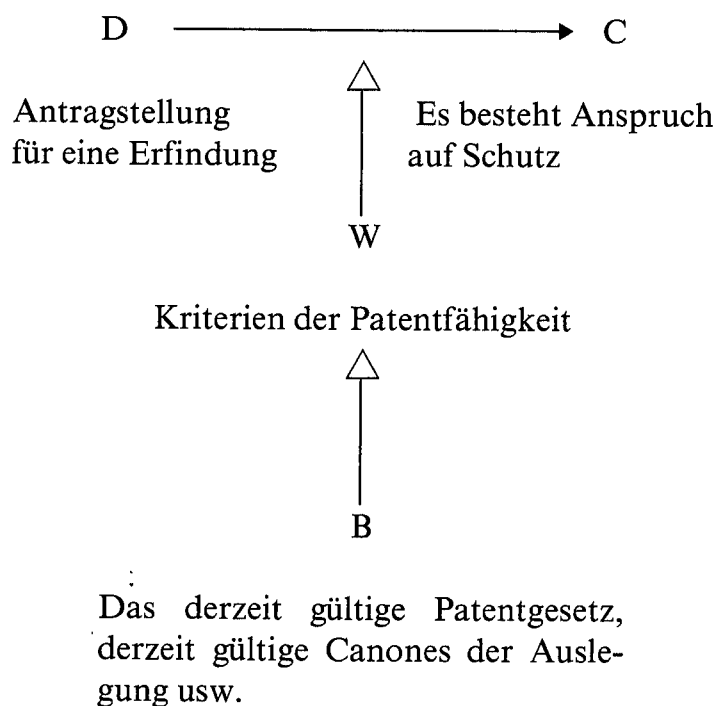 D C
Antragstellung
für eine Erfindung
Es besteht Anspruch
auf Schutz
W
Kriterien der Patentfähigkeit
B
Das derzeit gültige Patentgesetz,
derzeit gültige Canones der Ausle-
gung usw.